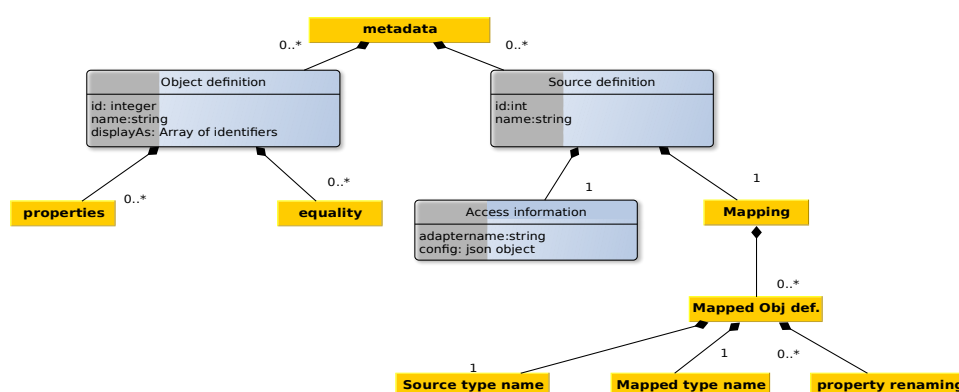 metadata
0..*
0..*
Object definition
id: integer
name:string
displayAs: Array of identifiers
Source definition
id:int
name:string
0..*
0..*
1
1
properties
equality
Access information
adaptername:string
config: json object
Mapping
0..*
Mapped Obj def.
1
1
0..*
Source type name
Mapped type name
property renaming